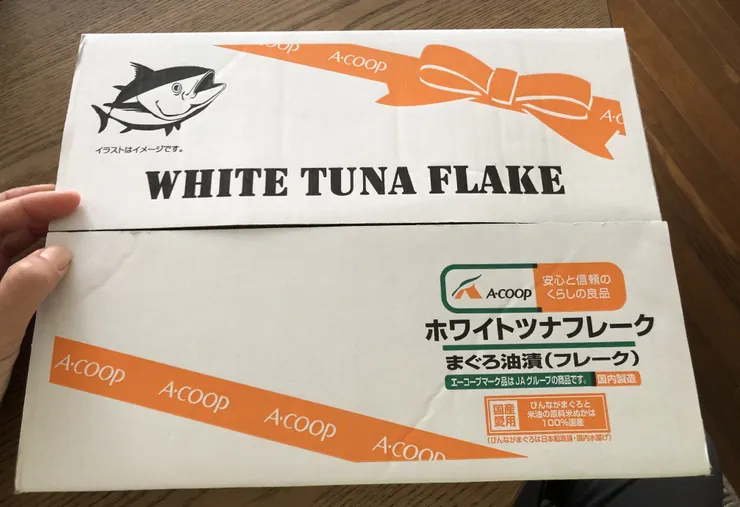 OOP A·COOP
A·C
イラストはイメージです。
WHITE TUNA FLAKE
A·COOP
安心と信頼の
くらしの良品
ホワイトツナフレーク
まぐろ油漬(フレーク)
エーコープマーク品はJAグループの商品です。 国内製造
国産
愛用
びんながまぐろと
米油の原料米ぬかは
100%国産
(びんながまぐろは日本船漁獲・国内水揚げ)
A·COOP A·COOP A·COOP A·COOP